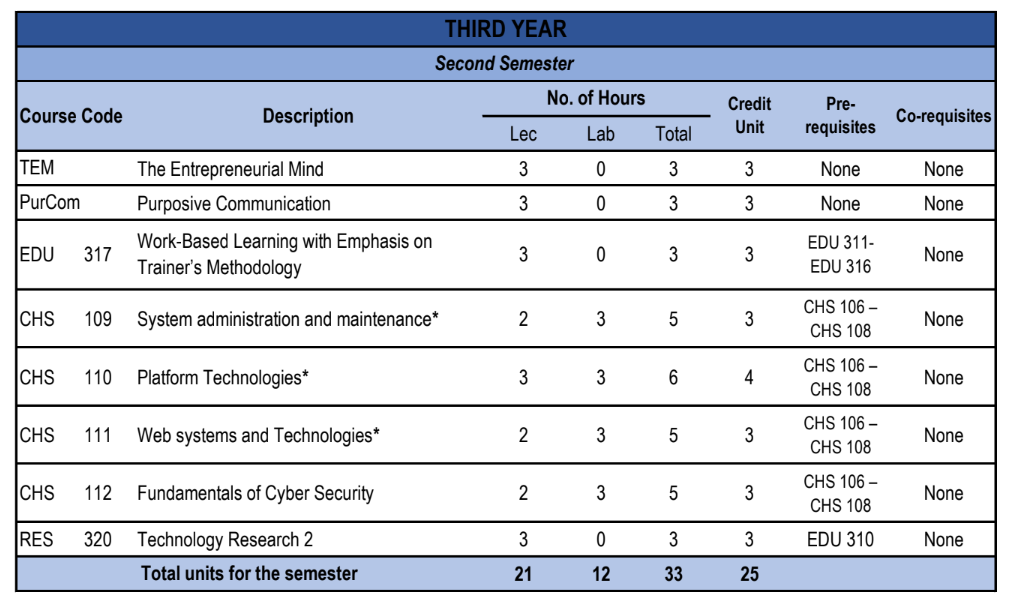 THIRD YEAR
Second Semester
Course Code Description No. of Hours Credit Unit Pre-requisites Co-requisites
Lec Lab Total
TEM The Entrepreneurial Mind 3 0 3 3 None None
PurCom Purposive Communication 3 0 3 3 None None
EDU 317 Work-Based Learning with Emphasis on Trainer's Methodology 3 0 3 3 EDU 311-EDU 316 None
CHS 109 System administration and maintenance* 2 3 5 3 CHS 106 – CHS 108 None
CHS 110 Platform Technologies* 3 3 6 4 CHS 106 – CHS 108 None
CHS 111 Web systems and Technologies* 2 3 5 3 CHS 106 – CHS 108 None
CHS 112 Fundamentals of Cyber Security 2 3 5 3 CHS 106 – CHS 108 None
RES 320 Technology Research 2 3 0 3 3 EDU 310 None
Total units for the semester 21 12 33 25